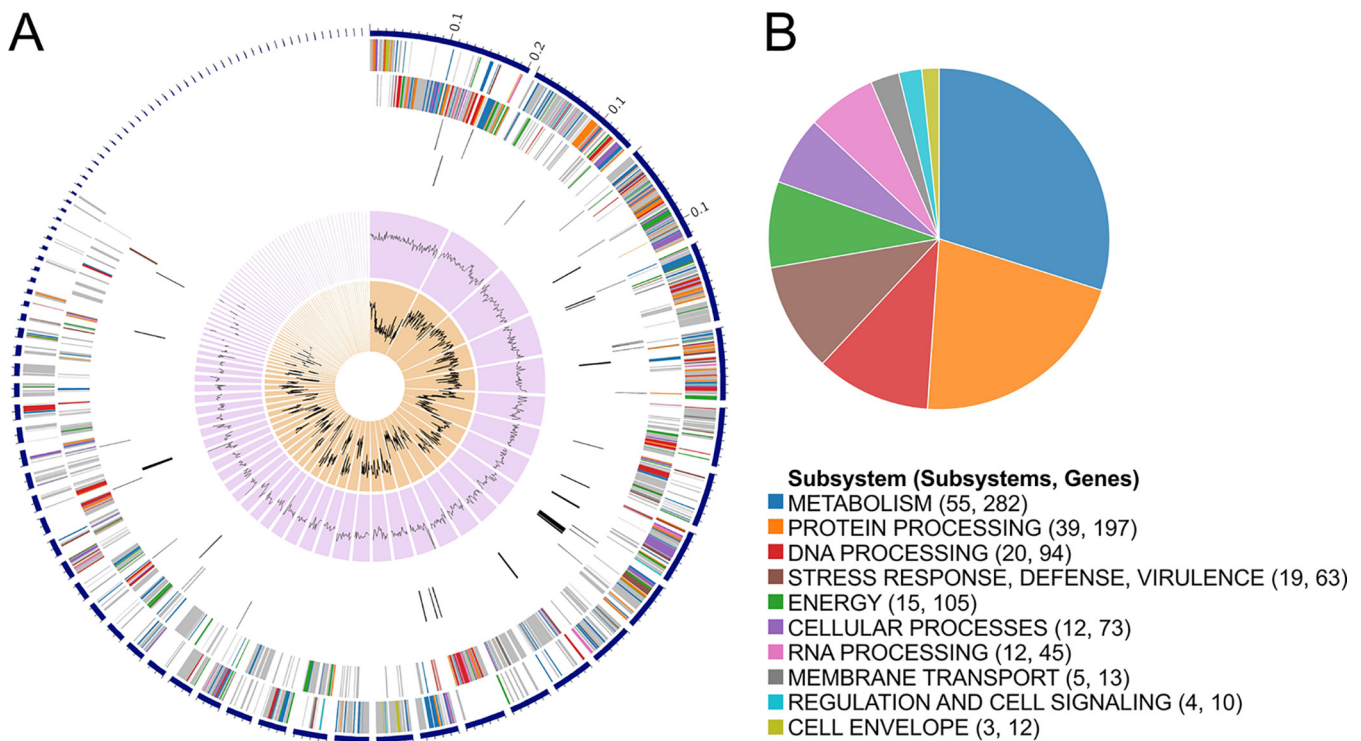 A
B
0.1
0.2
0.1
0.1
Subsystem (Subsystems, Genes)
METABOLISM (55, 282)
PROTEIN PROCESSING (39, 197)
DNA PROCESSING (20, 94)
STRESS RESPONSE, DEFENSE, VIRULENCE (19, 63)
ENERGY (15, 105)
CELLULAR PROCESSES (12, 73)
RNA PROCESSING (12, 45)
MEMBRANE TRANSPORT (5, 13)
REGULATION AND CELL SIGNALING (4, 10)
CELL ENVELOPE (3, 12)